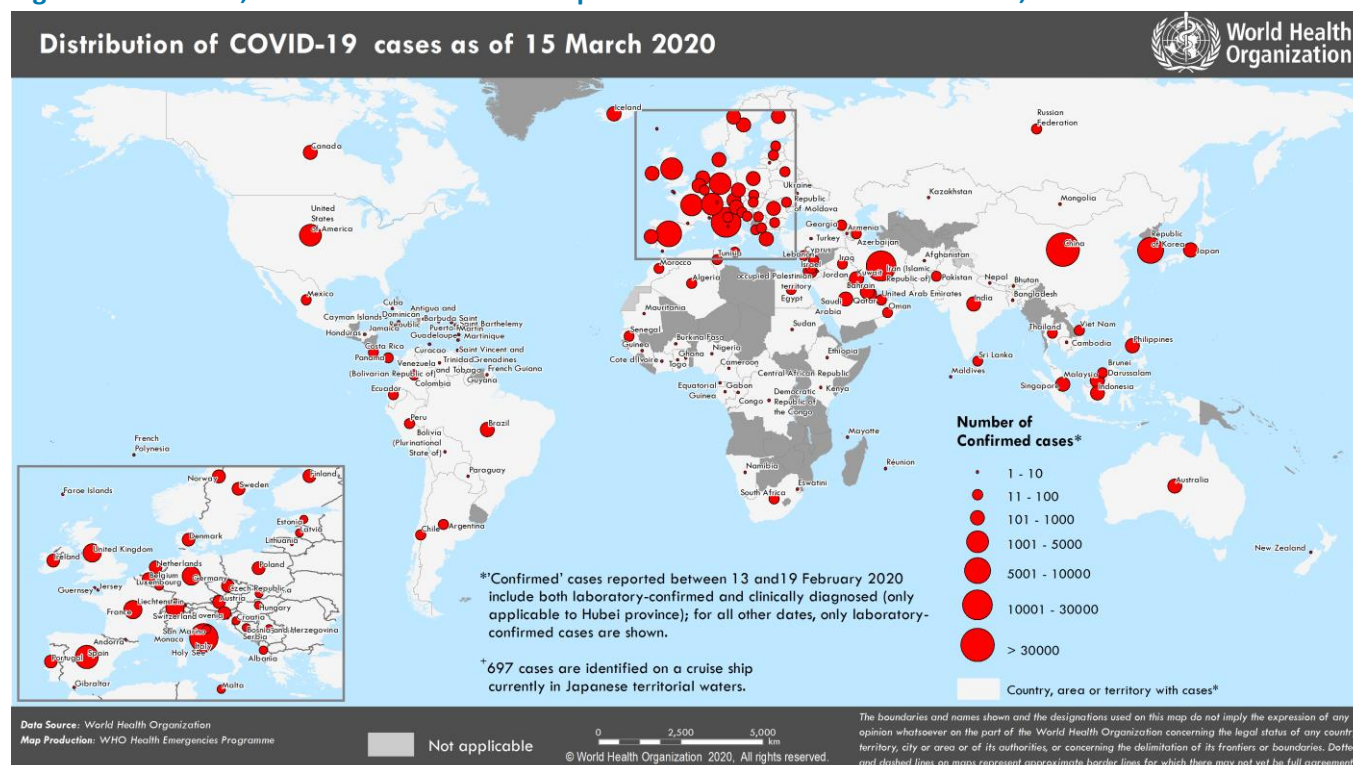 Distribution of COVID-19 cases as of 15 March 2020
World Health
Organization
Iceland
Russian
Federation
Canada
Ukraine
Republic
of Moldova
Kazakhstan
Mongolia
United
States
of America
Georgia
Armenia
Turkey
Azerbaijan
China
Republic
of Korea
Japan
Cyprus
Lebanon
Israel
Iraq
Afghanistan
Iran (Islamic
Republic of)
Jordan
Kuwait
Pakistan
Nepal
Bhutan
Bangladesh
Tunisia
Morocco
Algeria
occupied Palestinian
territory
Egypt
Bahrain
Saudi
Arabia
Qatar
United Arab Emirates
Oman
India
Mexico
Cuba
Cayman Islands
Dominican
Republic
Antigua and
Barbuda
Saint
Martin
Saint Barthelemy
Honduras
Jamaica
Puerto
Guadeloupe
Martinique
Costa Rica
Curacao
Saint Vincent and
Grenadines
Panama
Venezuela
(Bolivarian Republic of)
Trinidad
and Tobago
French Guiana
Guyana
Colombia
Ecuador
Mauritania
Senegal
Guinea
Burkina Faso
Nigeria
Sudan
Cote dIvoire
Ghana
Togo
Cameroon
Ethiopia
Central African Republic
Equatorial
Guinea
Gabon
Congo
Democratic
Republic of
the Congo
Kenya
Thailand
Viet Nam
Cambodia
Philippines
Sri Lanka
Maldives
Brunei
Darussalam
Malaysia
Singapore
Indonesia
Peru
Brazil
Bolivia
(Plurinational
State of)
French
Polynesia
Paraguay
Chile
Argentina
Mayotte
Réunion
Namibia
Eswatini
South Africa
Australia
New Zealand
Number of
Confirmed cases*
1 - 10
11 - 100
101 - 1000
1001 - 5000
5001 - 10000
10001 - 30000
> 30000
Country, area or territory with cases*
Faroe Islands
Norway
Sweden
Finland
Estonia
Latvia
Lithuania
Ireland
United Kingdom
Denmark
Netherlands
Belgium
Luxembourg
Germany
Poland
Guernsey
Jersey
Czech Republic
Liechtenstein
Austria
Hungary
France
Switzerland
Croatia
San Marino
Monaco
Bosnia and Herzegovina
Serbia
Andorra
Italy
Holy See
Albania
Portugal
Spain
Gibraltar
Malta
*'Confirmed' cases reported between 13 and19 February 2020
include both laboratory-confirmed and clinically diagnosed (only
applicable to Hubei province); for all other dates, only laboratory-
confirmed cases are shown.
+697 cases are identified on a cruise ship
currently in Japanese territorial waters.
Data Source: World Health Organization
Map Production: WHO Health Emergencies Programme
Not applicable
0 2,500 5,000
km
© World Health Organization 2020, All rights reserved.
The boundaries and names shown and the designations used on this map do not imply the expression of any
opinion whatsoever on the part of the World Health Organization concerning the legal status of any
territory, city or area or of its authorities, or concerning the delimitation of its frontiers or boundaries.
and dashed lines on maps represent approximate border lines for which there may not yet be full agreement